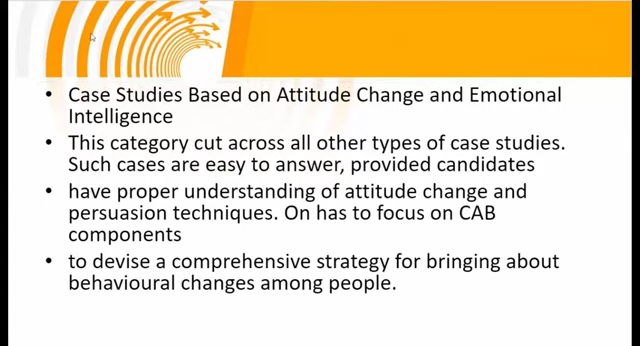 • Case Studies Based on Attitude Change and Emotional
Intelligence
• This category cut across all other types of case studies.
Such cases are easy to answer, provided candidates
• have proper understanding of attitude change and
persuasion techniques. On has to focus on CAB
components
• to devise a comprehensive strategy for bringing about
behavioural changes among people.